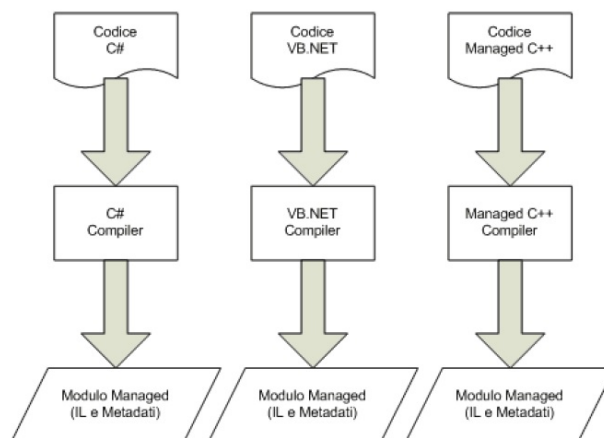 Codice
C#
Codice
VB.NET
Codice
Managed C++
C#
Compiler
VB.NET
Compiler
Managed C++
Compiler
Modulo Managed
(IL e Metadati)
Modulo Managed
(IL e Metadati)
Modulo Managed
(IL e Metadati)